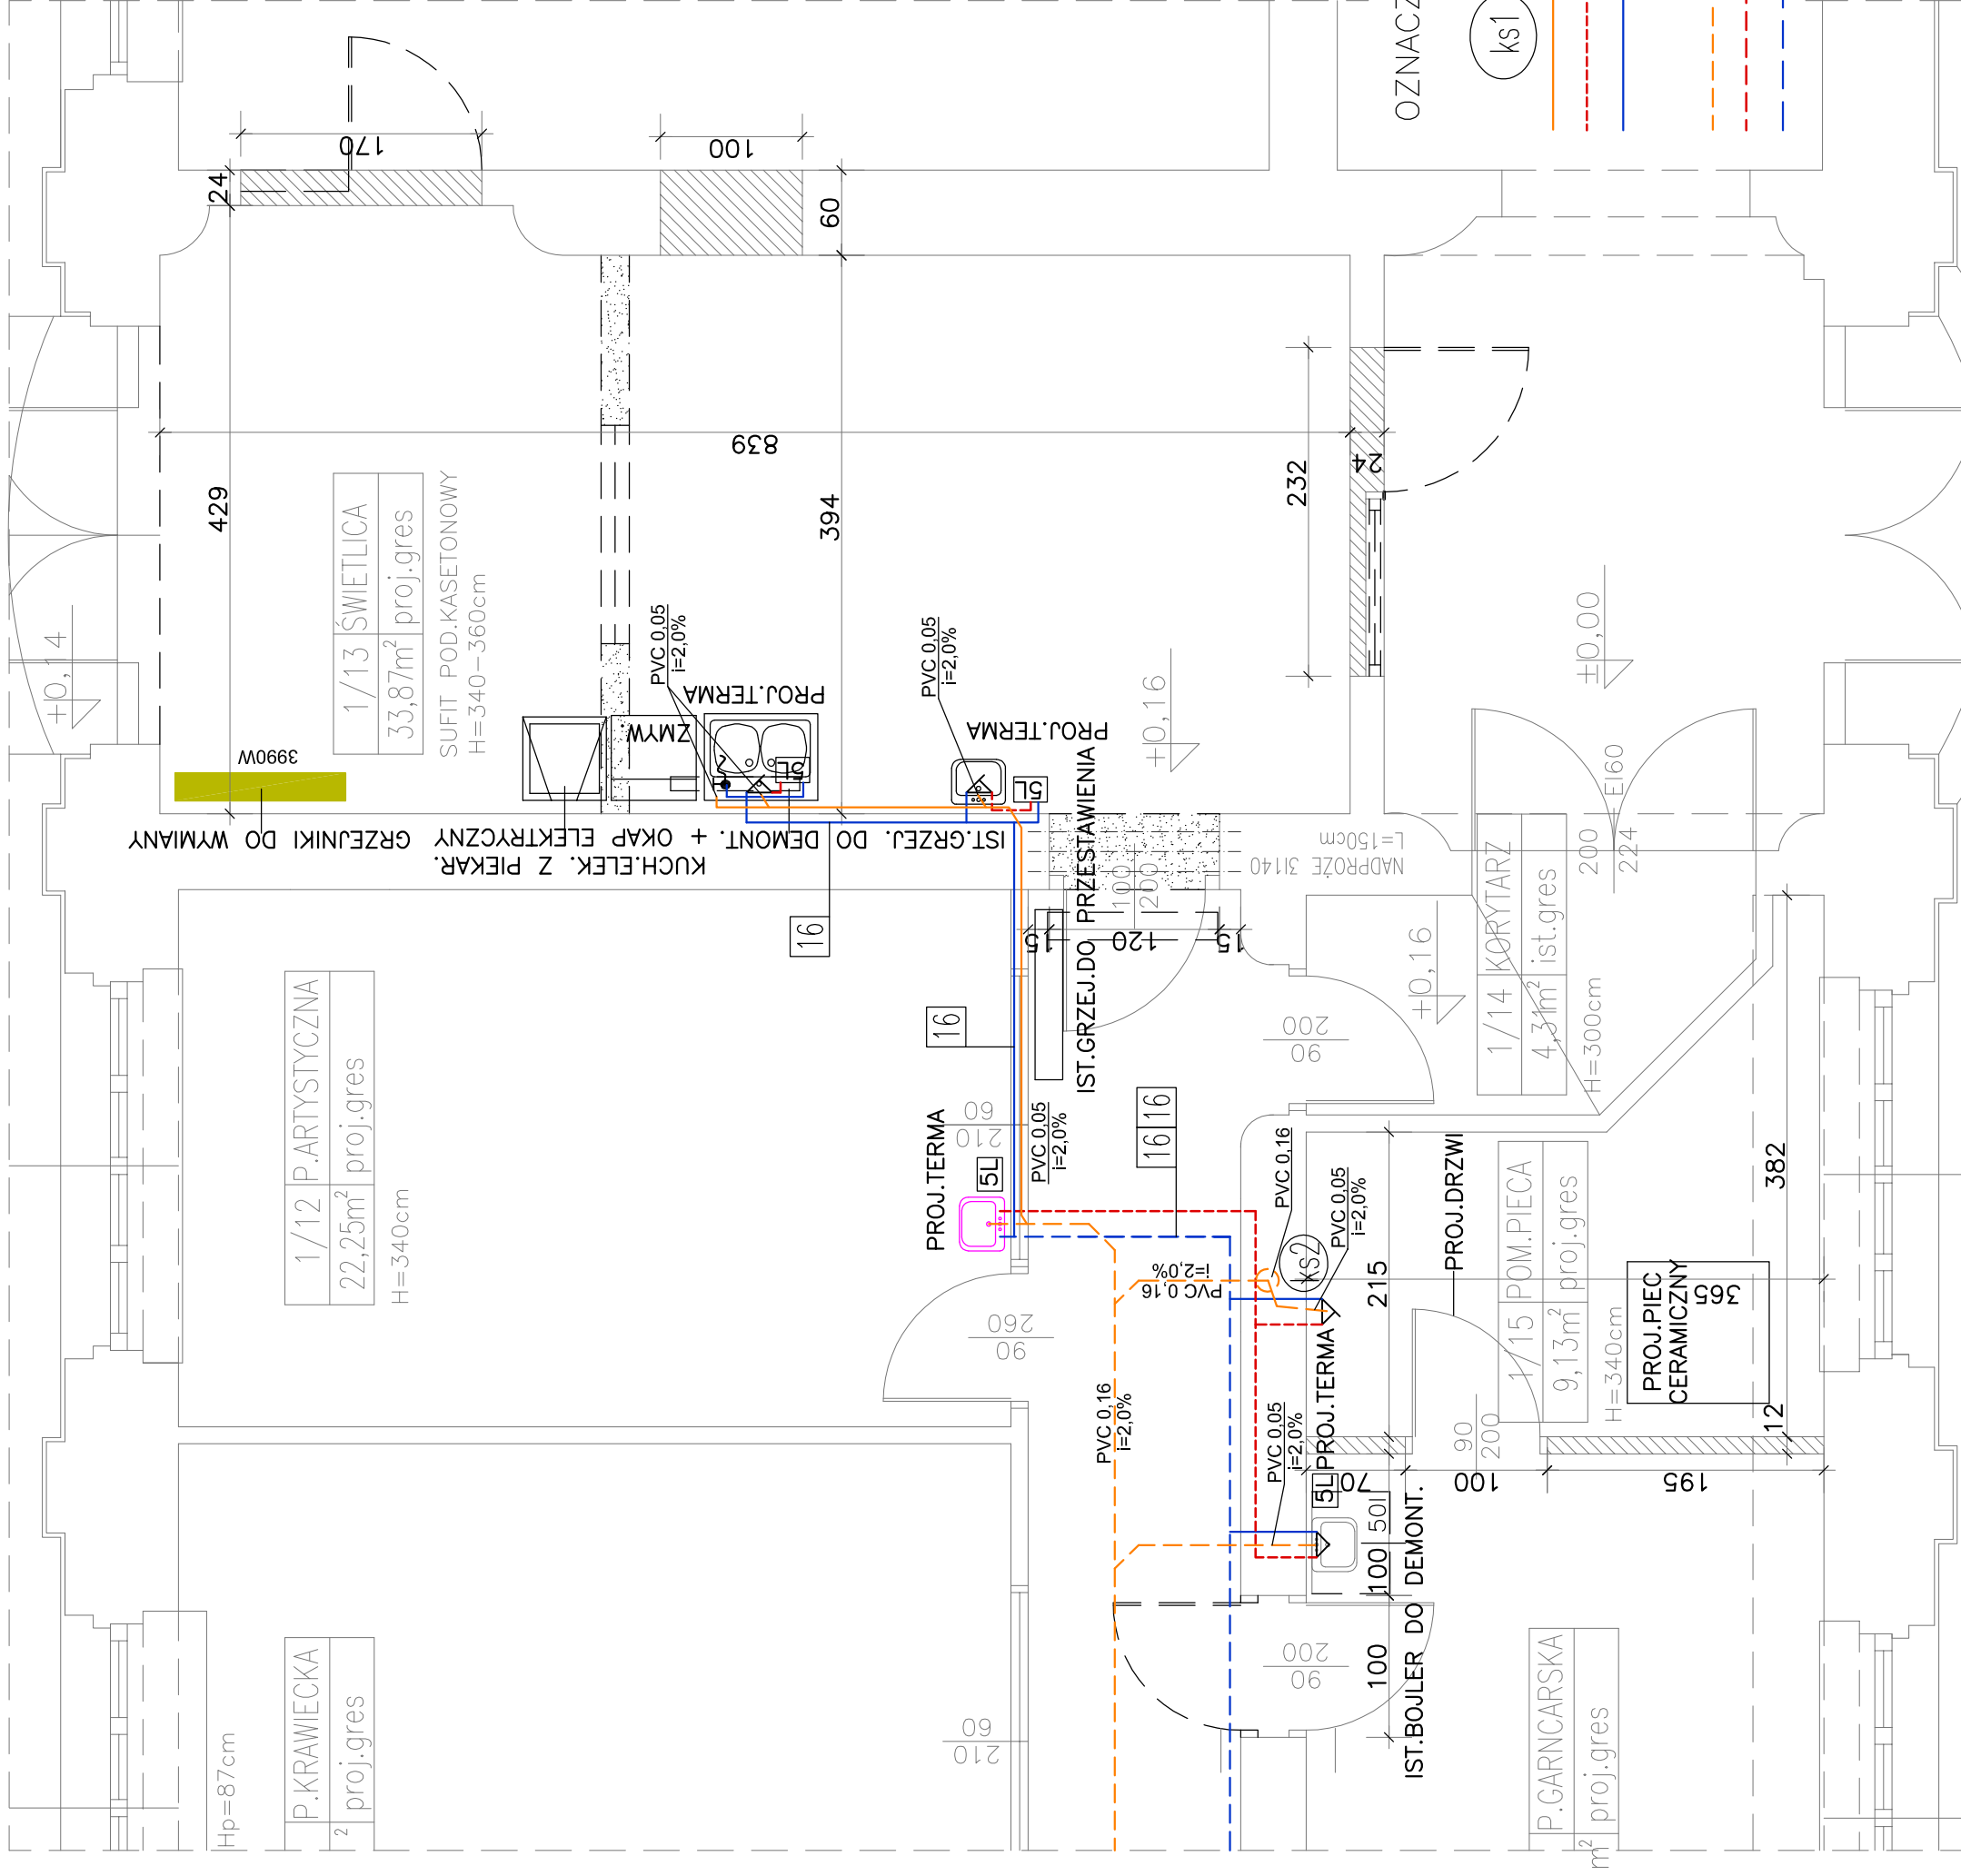 OZNACZ
ks1
170
100
24
60
+0,14
429
1/13 ŚWIETLICA
33,87m² proj.gres
SUFIT POD.KASETONOWY
H=340-360cm
839
394
232
24
3990W
GRZEJNIKI DO WYMIANY
KUCH.ELEK. Z PIEKAR.
+ OKAP ELEKTRYCZNY
ZMYW.
PROJ.TERMA
5L
PVC 0,05
i=2,0%
IST.GRZEJ. DO DEMONT.
PVC 0,05
i=2,0%
PROJ.TERMA
5L
+0,16
±0,00
16
16
16 16
IST.GRZEJ.DO PRZESTAWIENIA
100
200
15
120
15
NADPROŻE 3I140
L=150cm
200
224
EI60
1/14 KORYTARZ
4,31m² ist.gres
H=300cm
+0,16
90
200
1/12 P.ARTYSTYCZNA
22,25m² proj.gres
H=340cm
PROJ.TERMA
5L
60
210
PVC 0,05
i=2,0%
PVC 0,16
PVC 0,05
i=2,0%
ks2
PVC 0,16
i=2,0%
90
260
PVC 0,16
i=2,0%
PVC 0,05
i=2,0%
215
382
PROJ.DRZWI
1/15 POM.PIECA
9,13m² proj.gres
H=340cm
PROJ.PIEC
CERAMICZNY
365
12
90
200
5L
PROJ.TERMA
70
100
195
50l
100
100
IST.BOJLER DO DEMONT.
90
200
60
210
P.KRAWIECKA
² proj.gres
Hp=87cm
P.GARNCARSKA
m² proj.gres